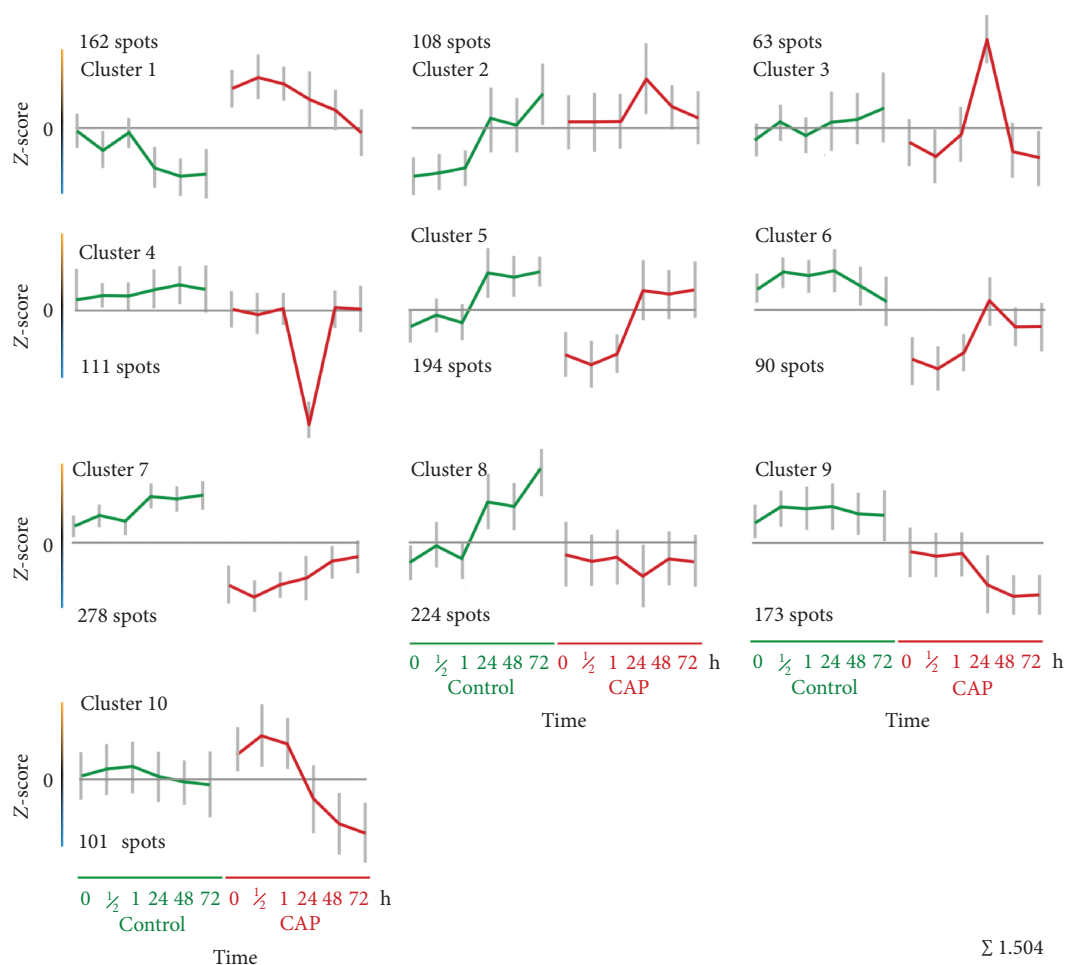 162 spots
Cluster 1
108 spots
Cluster 2
63 spots
Cluster 3
Z-score
0
Cluster 4
111 spots
Cluster 5
194 spots
Cluster 6
90 spots
Z-score
0
Cluster 7
278 spots
Cluster 8
224 spots
Cluster 9
173 spots
Z-score
0
0 ½ 1 24 48 72 0 ½ 1 24 48 72 h
Control CAP
Time
0 ½ 1 24 48 72 0 ½ 1 24 48 72 h
Control CAP
Time
Cluster 10
101 spots
Z-score
0
0 ½ 1 24 48 72 0 ½ 1 24 48 72 h
Control CAP
Time
Σ 1.504